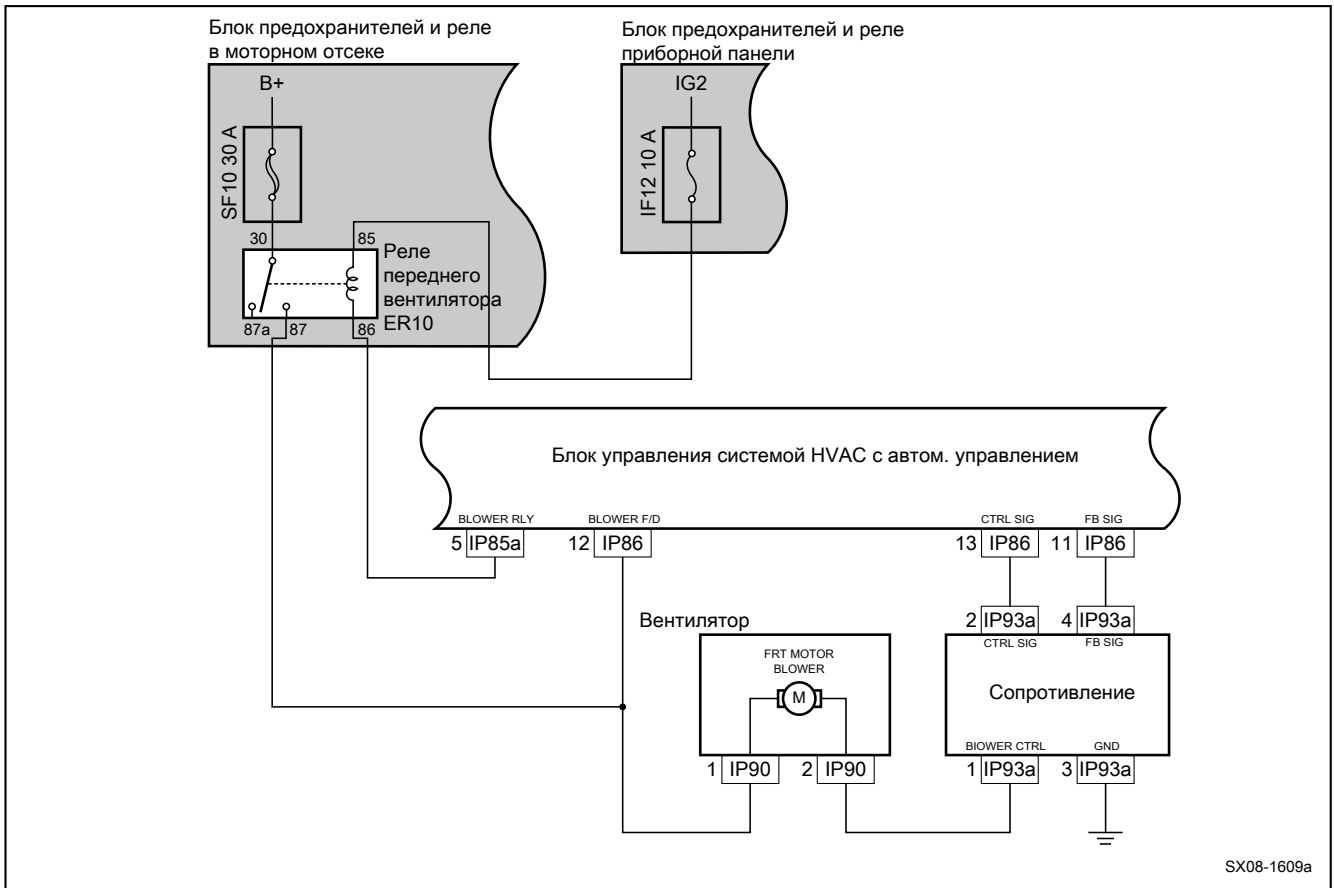 Блок предохранителей и реле
в моторном отсеке
Блок предохранителей и реле
приборной панели
B+
IG2
SF10 30 A
IF12 10 A
30
85
Реле
переднего
вентилятора
ER10
87a
87
86
Блок управления системой HVAC с автом. управлением
BLOWER RLY
BLOWER F/D
CTRL SIG
FB SIG
5 IP85a
12 IP86
13 IP86
11 IP86
Вентилятор
2 IP93a
4 IP93a
FRT MOTOR
BLOWER
M
CTRL SIG
FB SIG
Сопротивление
BIOWER CTRL
GND
1 IP90
2 IP90
1 IP93a
3 IP93a
SX08-1609a